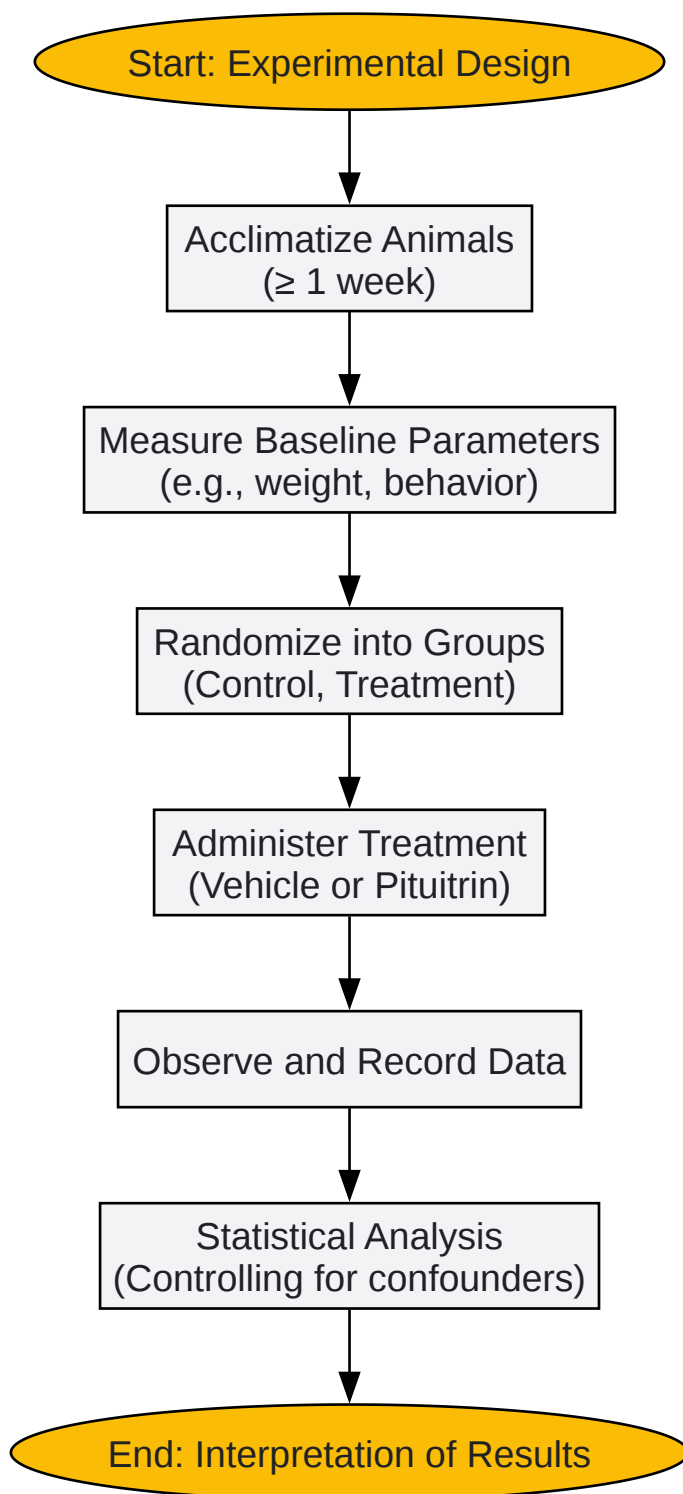 Start: Experimental Design
Acclimatize Animals
(≥ 1 week)
Measure Baseline Parameters
(e.g., weight, behavior)
Randomize into Groups
(Control, Treatment)
Administer Treatment
(Vehicle or Pituitrin)
Observe and Record Data
Statistical Analysis
(Controlling for confounders)
End: Interpretation of Results